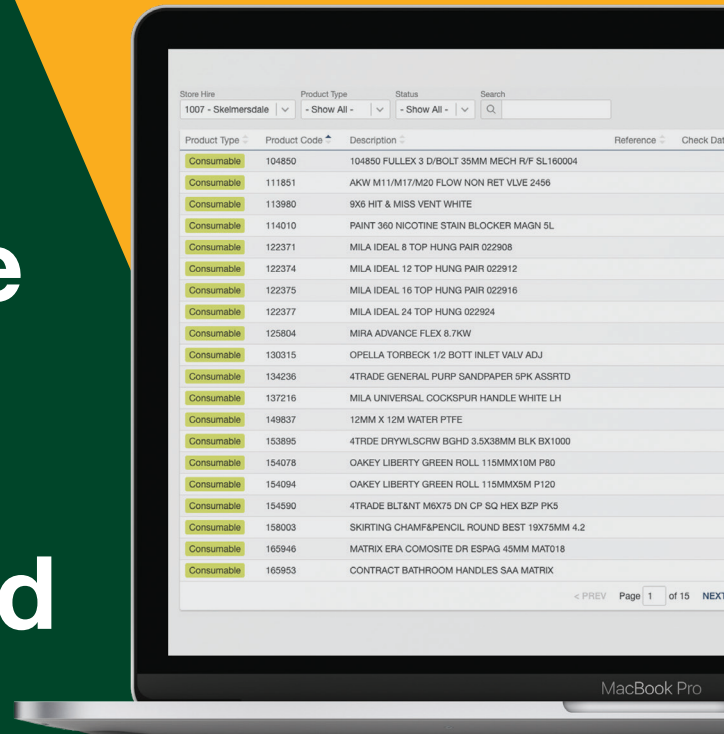 e
d
Store Hire Product Type Status Search
1007 - Skelmersdale - Show All - - Show All -
Product Type Product Code Description Reference Check Dat
Consumable 104850 104850 FULLEX 3 D/BOLT 35MM MECH R/F SL160004
Consumable 111851 AKW M11/M17/M20 FLOW NON RET VLVE 2456
Consumable 113980 9X6 HIT & MISS VENT WHITE
Consumable 114010 PAINT 360 NICOTINE STAIN BLOCKER MAGN 5L
Consumable 122371 MILA IDEAL 8 TOP HUNG PAIR 022908
Consumable 122374 MILA IDEAL 12 TOP HUNG PAIR 022912
Consumable 122375 MILA IDEAL 16 TOP HUNG PAIR 022916
Consumable 122377 MILA IDEAL 24 TOP HUNG 022924
Consumable 125804 MIRA ADVANCE FLEX 8.7KW
Consumable 130315 OPELLA TORBECK 1/2 BOTT INLET VALV ADJ
Consumable 134236 4TRADE GENERAL PURP SANDPAPER 5PK ASSRTD
Consumable 137216 MILA UNIVERSAL COCKSPUR HANDLE WHITE LH
Consumable 149837 12MM X 12M WATER PTFE
Consumable 153895 4TRDE DRYWLSCRW BGHD 3.5X38MM BLK BX1000
Consumable 154078 OAKEY LIBERTY GREEN ROLL 115MMX10M P80
Consumable 154094 OAKEY LIBERTY GREEN ROLL 115MMX5M P120
Consumable 154590 4TRADE BLT&NT M6X75 DN CP SQ HEX BZP PK5
Consumable 158003 SKIRTING CHAMF&PENCIL ROUND BEST 19X75MM 4.2
Consumable 165946 MATRIX ERA COMOSITE DR ESPAG 45MM MAT018
Consumable 165953 CONTRACT BATHROOM HANDLES SAA MATRIX
< PREV Page 1 of 15 NEXT
MacBook Pro